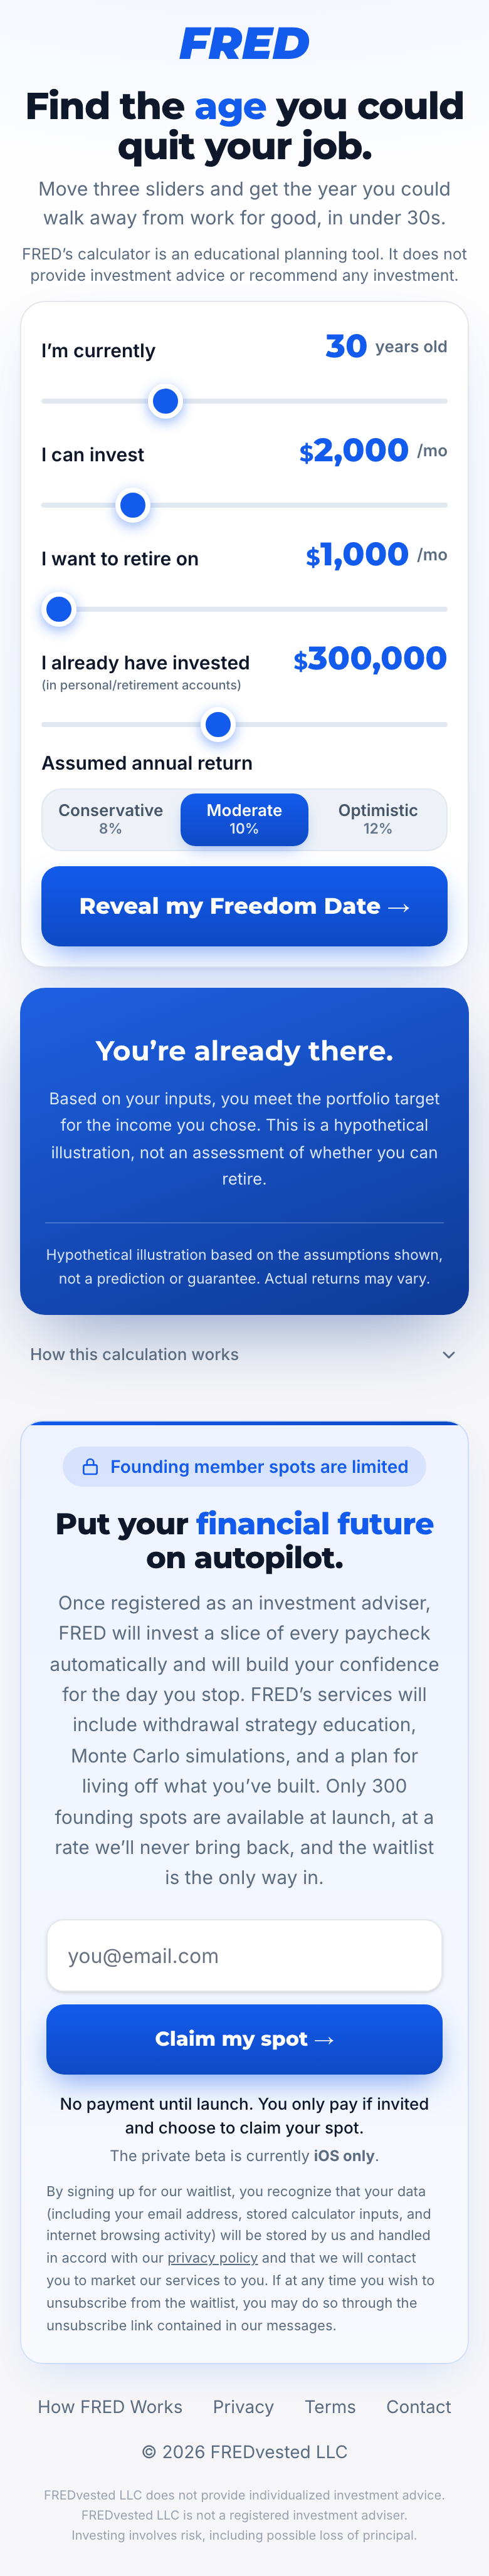 FRED
Find the age you could
quit your job.
Move three sliders and get the year you could
walk away from work for good, in under 30s.
FRED’s calculator is an educational planning tool. It does not
provide investment advice or recommend any investment.
I’m currently
30 years old
I can invest
$2,000 /mo
I want to retire on
$1,000 /mo
I already have invested
$300,000
(in personal/retirement accounts)
Assumed annual return
Conservative
8%
Moderate
10%
Optimistic
12%
Reveal my Freedom Date →
You’re already there.
Based on your inputs, you meet the portfolio target
for the income you chose. This is a hypothetical
illustration, not an assessment of whether you can
retire.
Hypothetical illustration based on the assumptions shown,
not a prediction or guarantee. Actual returns may vary.
How this calculation works
Founding member spots are limited
Put your financial future
on autopilot.
Once registered as an investment adviser,
FRED will invest a slice of every paycheck
automatically and will build your confidence
for the day you stop. FRED’s services will
include withdrawal strategy education,
Monte Carlo simulations, and a plan for
living off what you’ve built. Only 300
founding spots are available at launch, at a
rate we’ll never bring back, and the waitlist
is the only way in.
you@email.com
Claim my spot →
No payment until launch. You only pay if invited
and choose to claim your spot.
The private beta is currently iOS only.
By signing up for our waitlist, you recognize that your data
(including your email address, stored calculator inputs, and
internet browsing activity) will be stored by us and handled
in accord with our privacy policy and that we will contact
you to market our services to you. If at any time you wish to
unsubscribe from the waitlist, you may do so through the
unsubscribe link contained in our messages.
How FRED Works Privacy Terms Contact
© 2026 FREDvested LLC
FREDvested LLC does not provide individualized investment advice.
FREDvested LLC is not a registered investment adviser.
Investing involves risk, including possible loss of principal.